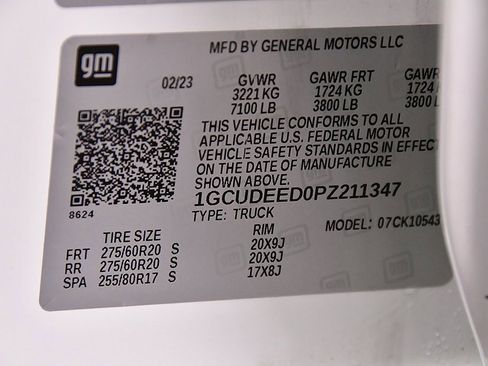 gm
MFD BY GENERAL MOTORS LLC
02/23
GVWR GAWR FRT GAWR
3221 KG 1724 KG 1724
7100 LB 3800 LB 3800
THIS VEHICLE CONFORMS TO ALL
APPLICABLE U.S. FEDERAL MOTOR
VEHICLE SAFETY STANDARDS IN EFFECT
ON THE DATE OF MANUFACTURE
SHOWN ABOVE.
1GCUDEED0PZ211347
8624
TYPE: TRUCK
MODEL: 07CK10543
TIRE SIZE RIM
FRT 275/60R20 S 20X9J
RR 275/60R20 S 20X9J
SPA 255/80R17 S 17X8J